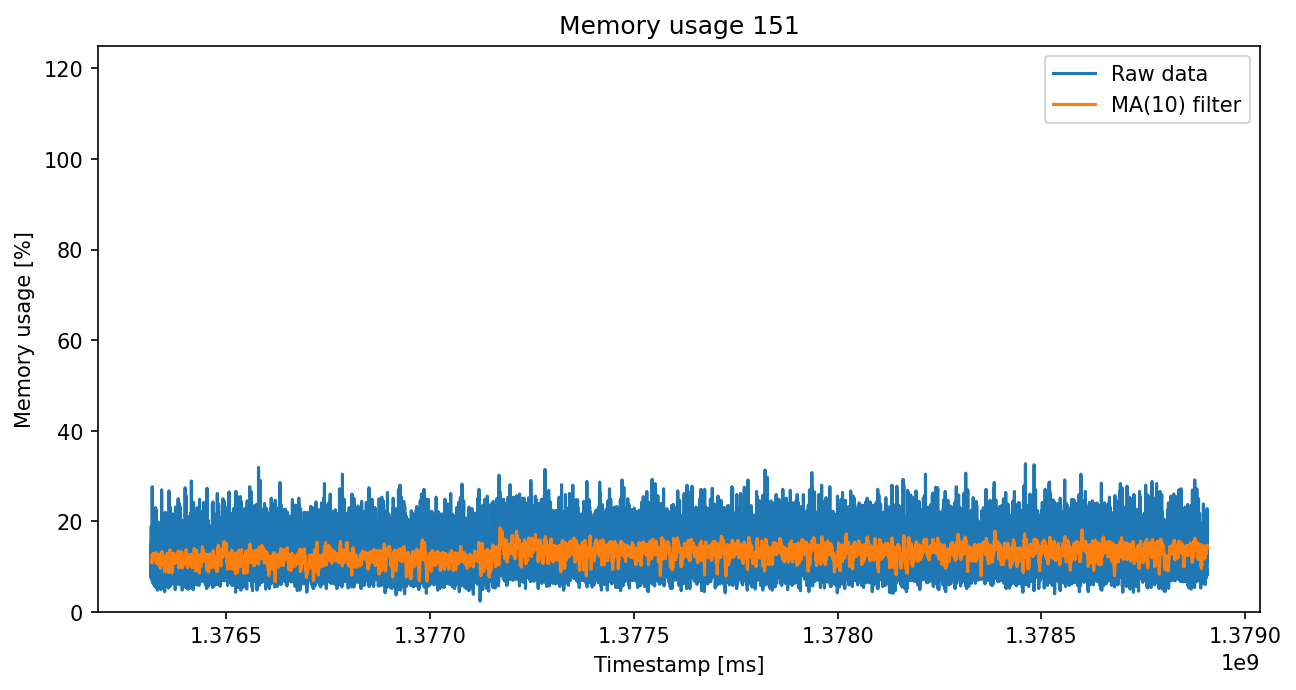 Memory usage 151
Raw data
MA(10) filter
Memory usage [%]
120
100
80
60
40
20
0
1.3765 1.3770 1.3775 1.3780 1.3785 1.3790
1e9
Timestamp [ms]